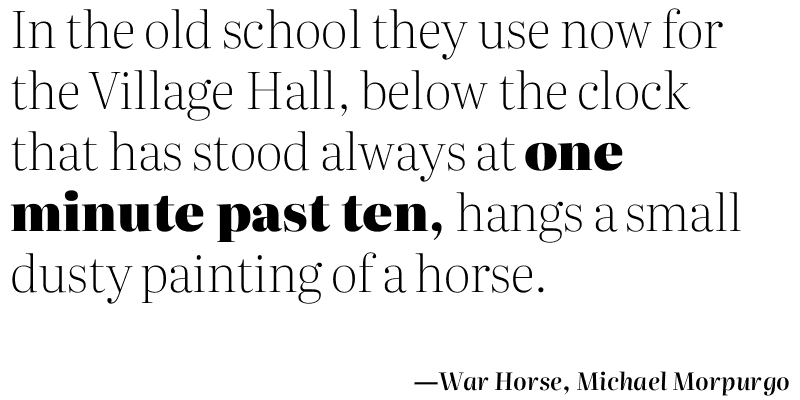 In the old school they use now for
the Village Hall, below the clock
that has stood always at one
minute past ten, hangs a small
dusty painting of a horse.
—War Horse, Michael Morpurgo